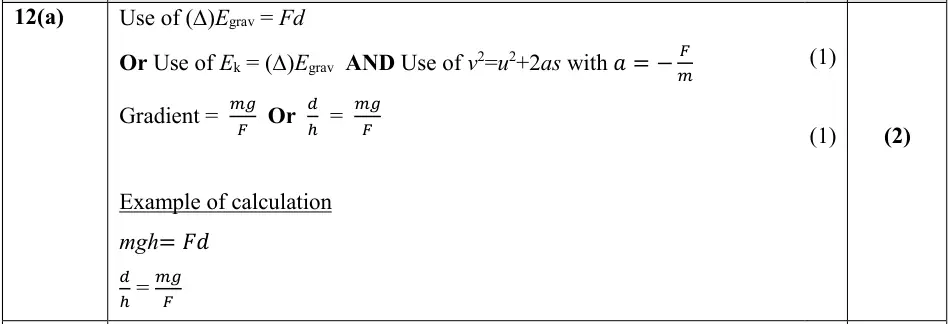 12(a) Use of (Δ)Egrav = Fd
Or Use of Ek = (Δ)Egrav AND Use of v²=u²+2as with a = −F/m (1)
Gradient = mg/F Or d/h = mg/F
(1) (2)
Example of calculation
mgh= Fd
d/h = mg/F